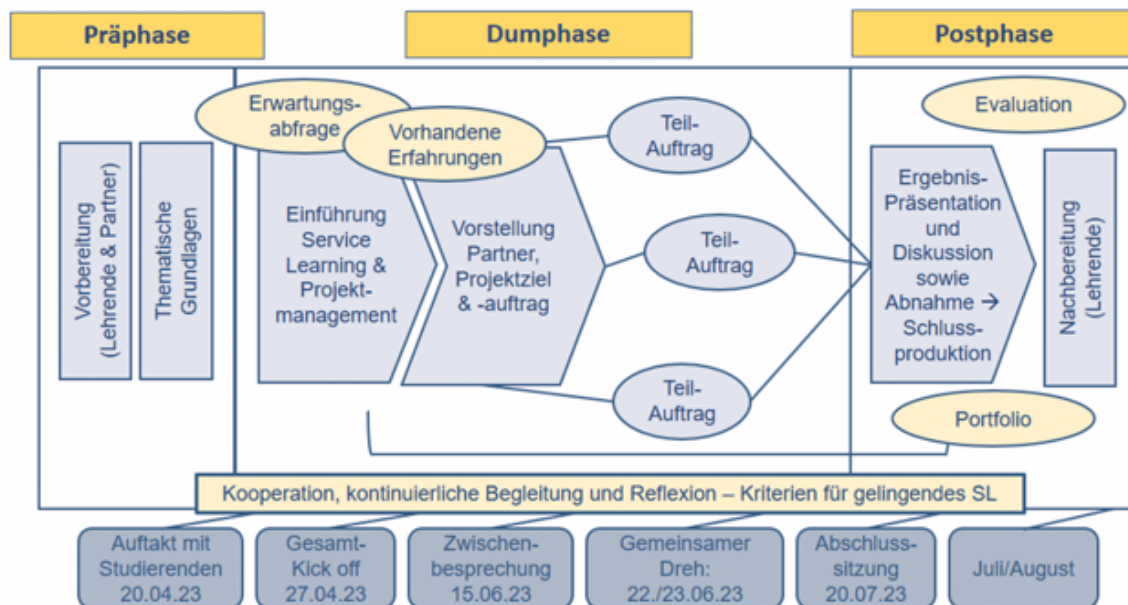 Präphase
Dumphase
Postphase
Erwartungs-
abfrage
Vorhandene
Erfahrungen
Teil-
Auftrag
Evaluation
Vorbereitung
(Lehrende & Partner)
Thematische
Grundlagen
Einführung
Service
Learning &
Projekt-
management
Vorstellung
Partner,
Projektziel
& -auftrag
Teil-
Auftrag
Teil-
Auftrag
Ergebnis-
Präsentation
und
Diskussion
sowie
Abnahme →
Schluss-
produktion
Nachbereitung
(Lehrende)
Portfolio
Kooperation, kontinuierliche Begleitung und Reflexion – Kriterien für gelingendes SL
Auftakt mit
Studierenden
20.04.23
Gesamt-
Kick off
27.04.23
Zwischen-
besprechung
15.06.23
Gemeinsamer
Dreh:
22./23.06.23
Abschluss-
sitzung
20.07.23
Juli/August